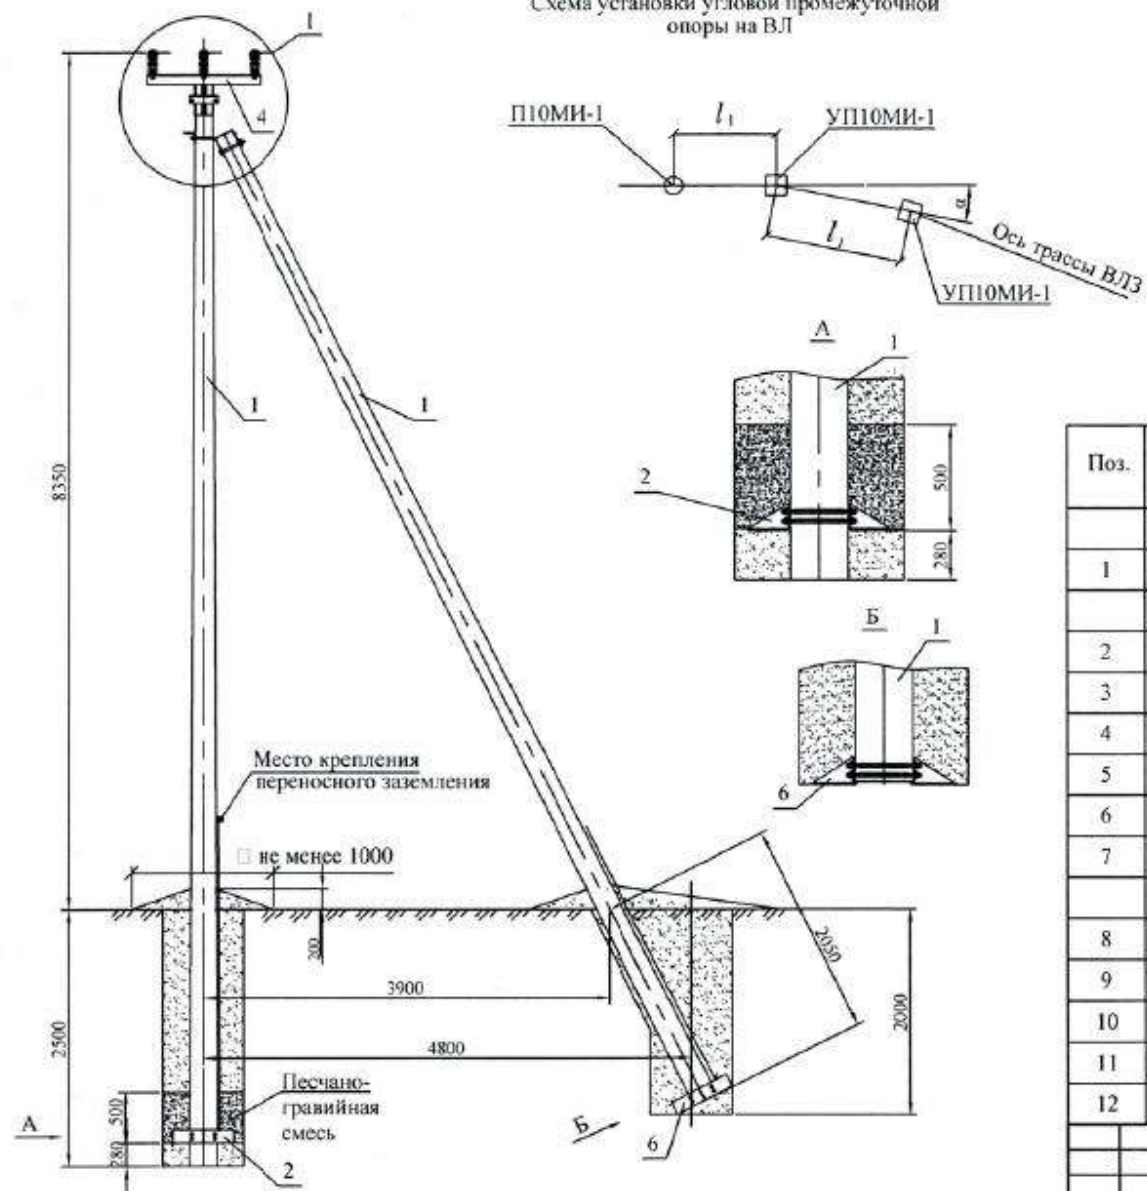 Схема установки угловой промежуточной
опоры на ВЛ
1
4
П10МИ-1
l1
УП10МИ-1
α
l1
Ось трассы ВЛЗ
УП10МИ-1
8350
1
1
А
1
2
500
280
Б
1
6
Место крепления
переносного заземления
не менее 1000
200
3900
4800
2050
2000
2500
500
280
Песчано-
гравийная
смесь
А
2
Б
6
Поз.
1
2
3
4
5
6
7
8
9
10
11
12